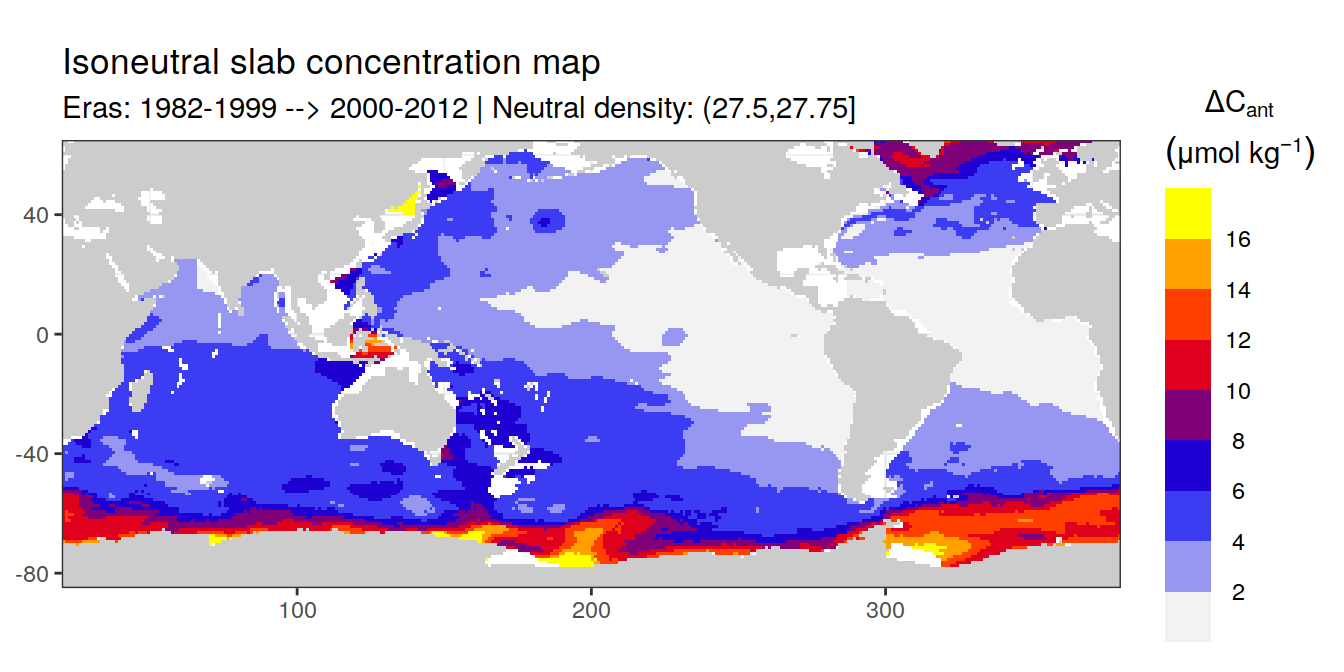 Isoneutral slab concentration map
Eras: 1982-1999 --> 2000-2012 | Neutral density: (27.5,27.75]
ΔCant
(μmol kg⁻¹)
16
14
12
10
8
6
4
2
40
0
-40
-80
100 200 300